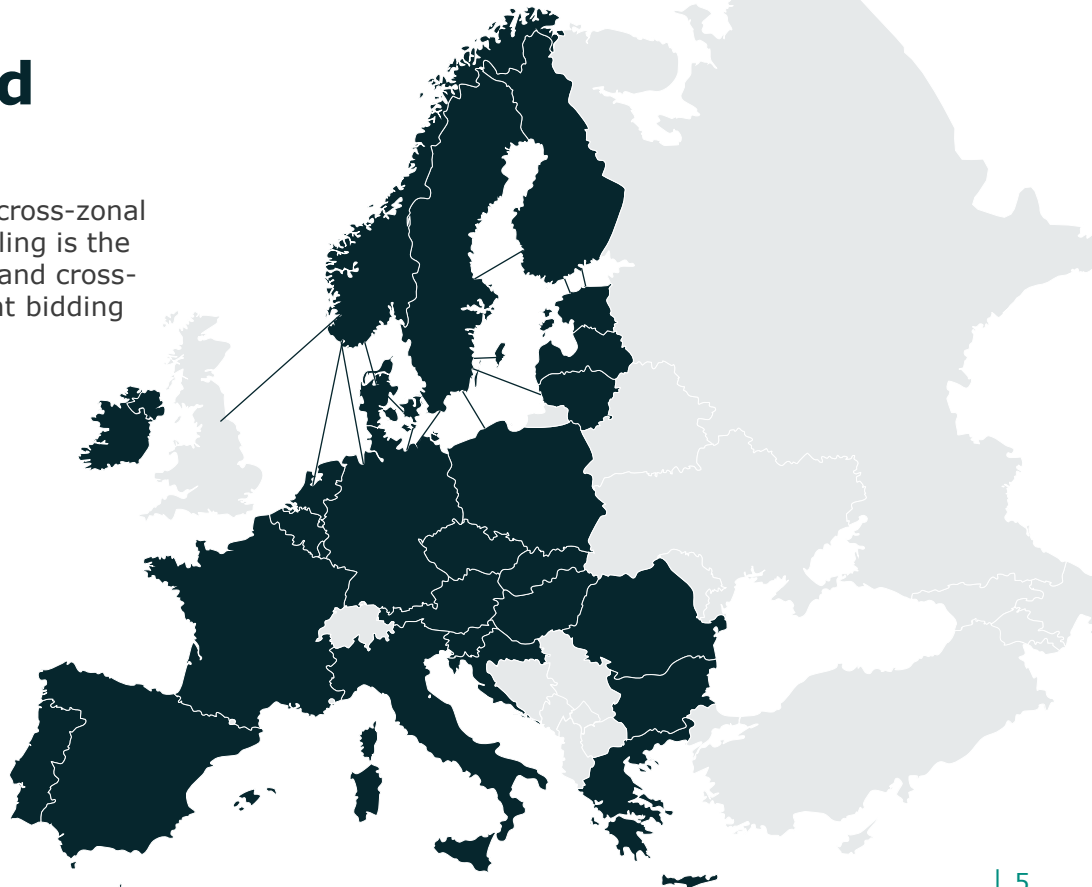 d
cross-zonal
ling is the
and cross-
nt bidding
| 5